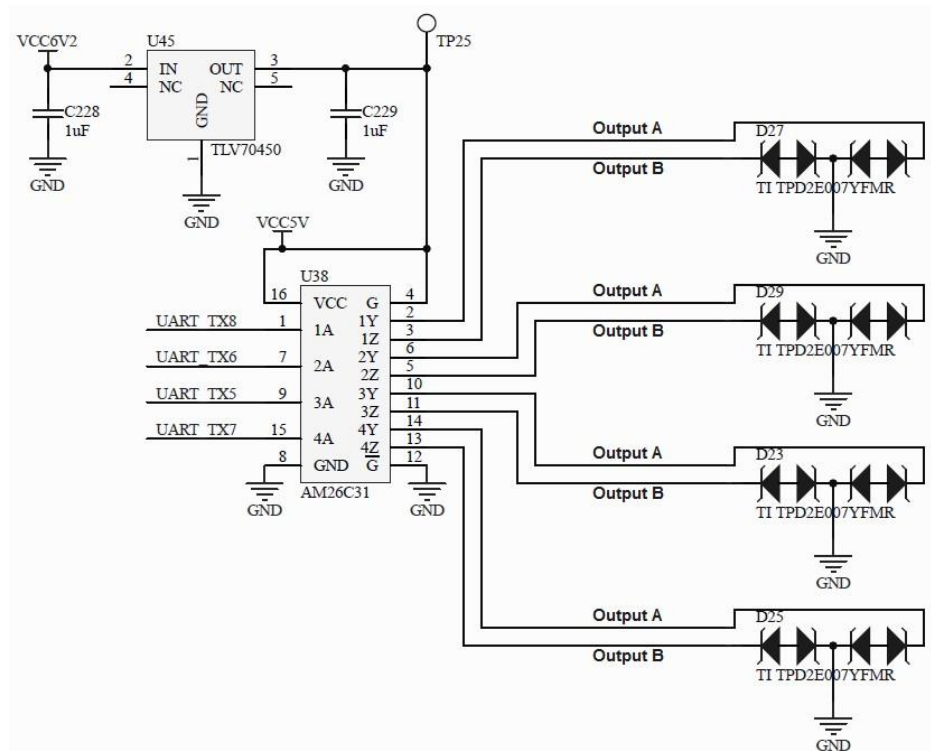 TP25
VCC6V2
U45
2 IN OUT 3
4 NC NC 5
GND
1
TLV70450
C228
1uF
GND
C229
1uF
GND
GND
VCC5V
U38
16 VCC G 4
UART_TX8 1 1A 1Y 2
1Z 3
UART_TX6 7 2A 2Y 6
2Z 5
UART_TX5 9 3A 3Y 10
3Z 11
UART_TX7 15 4A 4Y 14
4Z 13
8 GND G 12
GND
GND
AM26C31
Output A
Output B
D27
TI TPD2E007YFMR
GND
Output A
Output B
D29
TI TPD2E007YFMR
GND
Output A
Output B
D23
TI TPD2E007YFMR
GND
Output A
Output B
D25
TI TPD2E007YFMR
GND